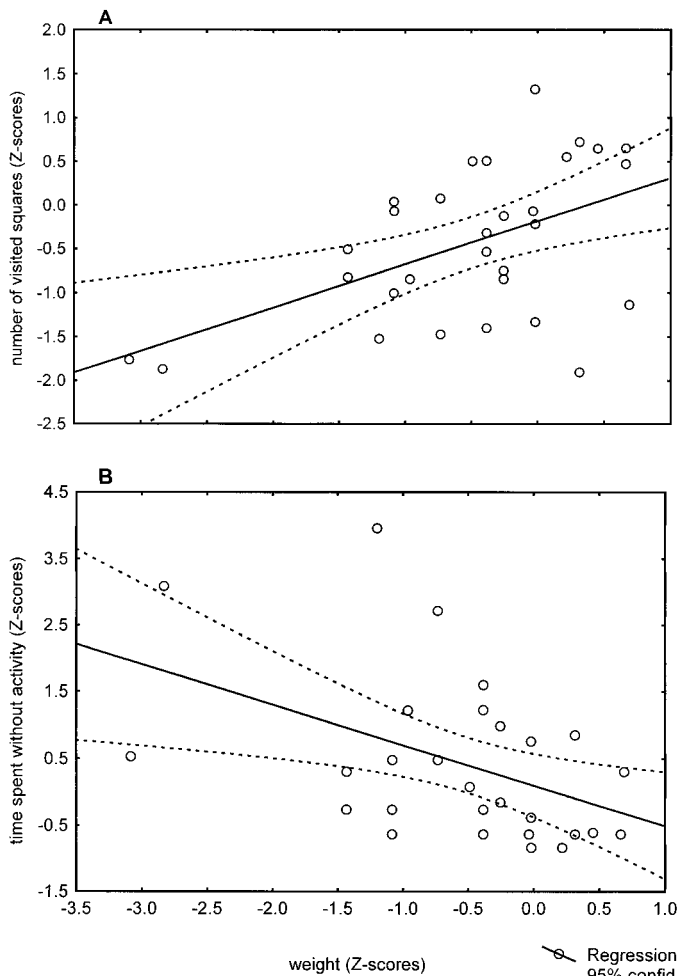 A
2.0
1.5
1.0
0.5
0.0
-0.5
-1.0
-1.5
-2.0
-2.5
number of visited squares (Z-scores)
B
4.5
3.5
2.5
1.5
0.5
-0.5
-1.5
time spent without activity (Z-scores)
-3.5 -3.0 -2.5 -2.0 -1.5 -1.0 -0.5 0.0 0.5 1.0
weight (Z-scores)
Regression
95% confid